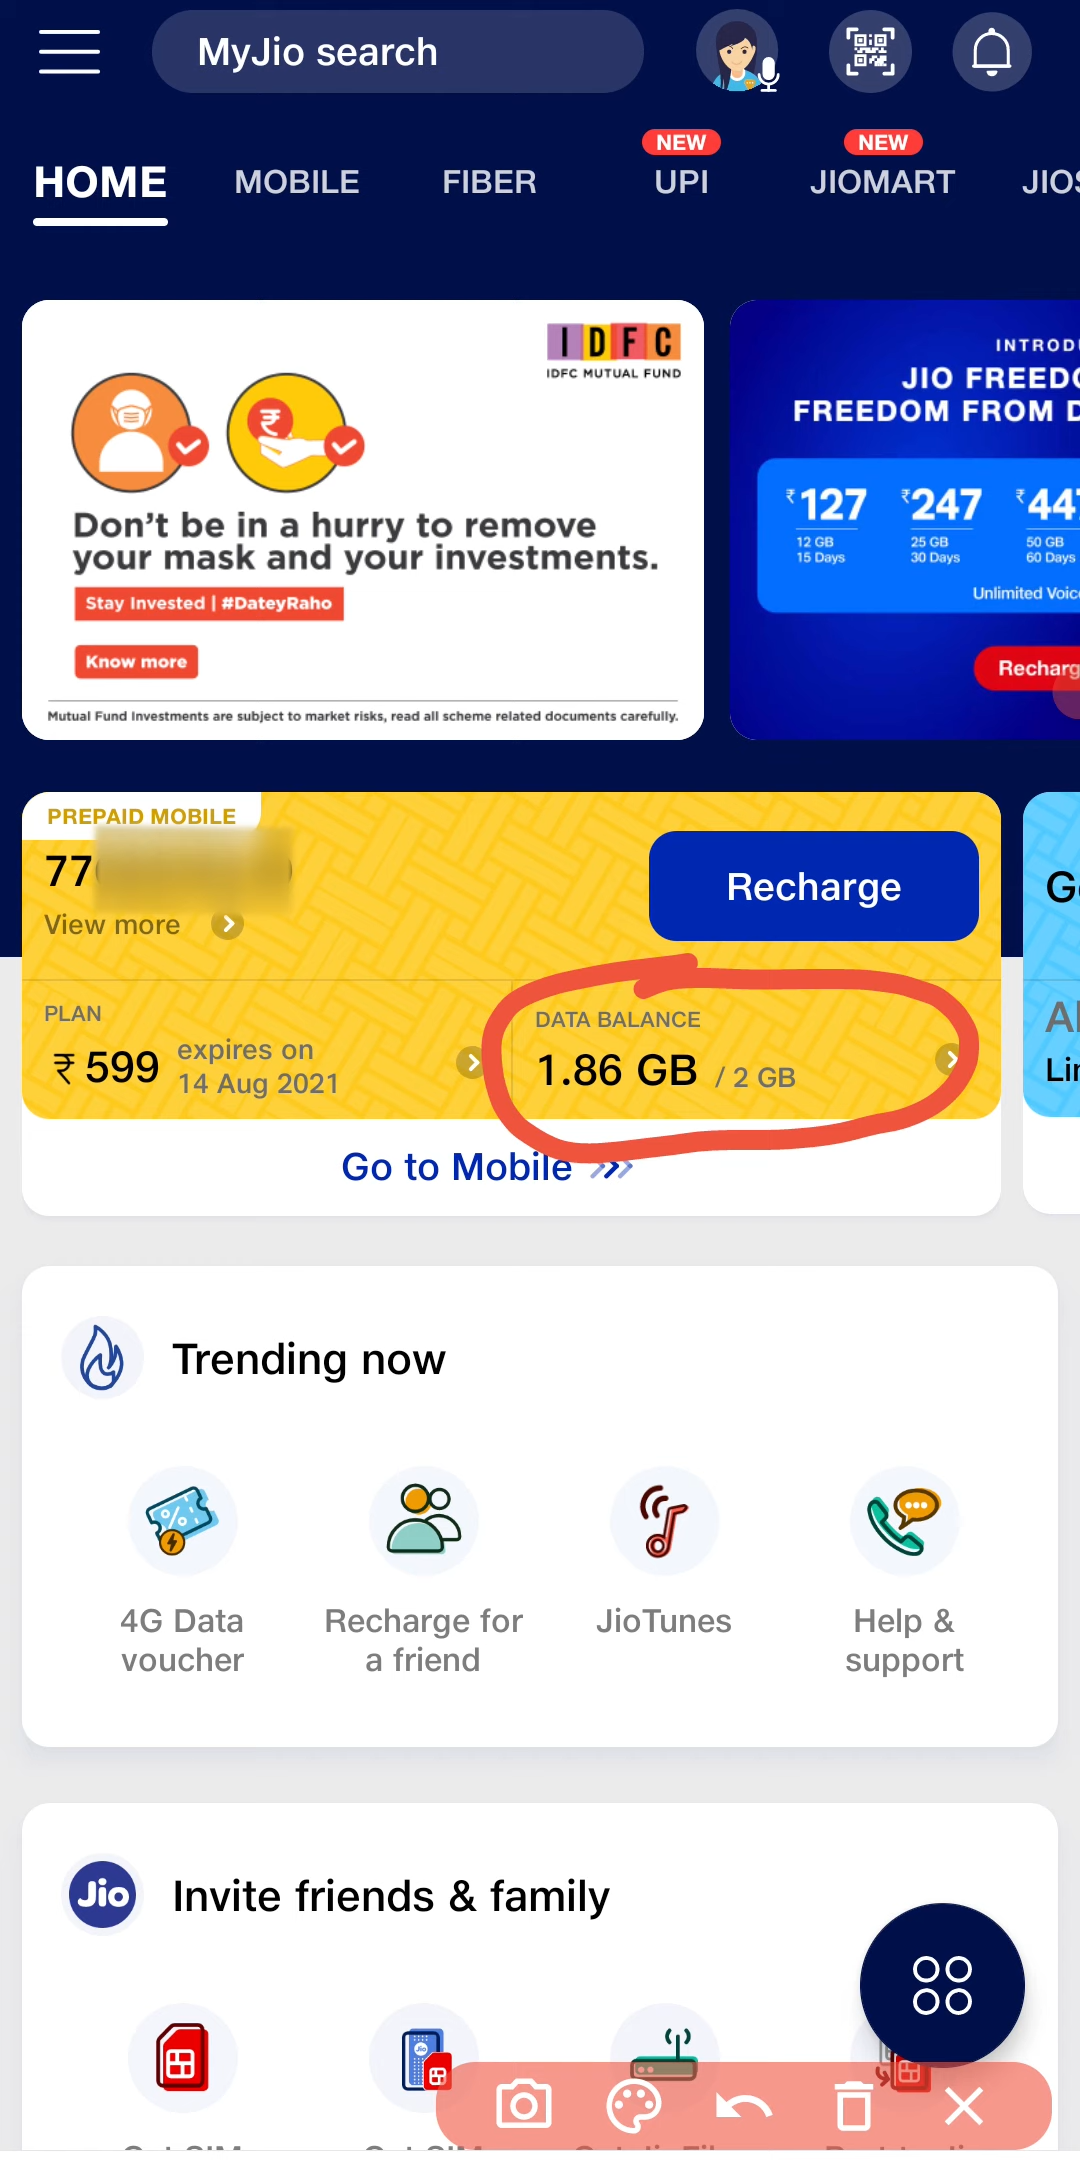 MyJio search
NEW
NEW
HOME
MOBILE
FIBER
UPI
JIOMART
I D F C
IDFC MUTUAL FUND
Don't be in a hurry to remove
your mask and your investments.
Stay Invested | #DateyRaho
Know more
Mutual Fund Investments are subject to market risks, read all scheme related documents carefully.
FREEDOM FROM
₹127
12 GB
15 Days
₹247
25 GB
30 Days
50 GB
60 Days
Unlimited
PREPAID MOBILE
77
View more
Recharge
PLAN
₹ 599
expires on
14 Aug 2021
DATA BALANCE
1.86 GB / 2 GB
Go to Mobile
Trending now
4G Data
voucher
Recharge for
a friend
JioTunes
Help &
support
Jio
Invite friends & family